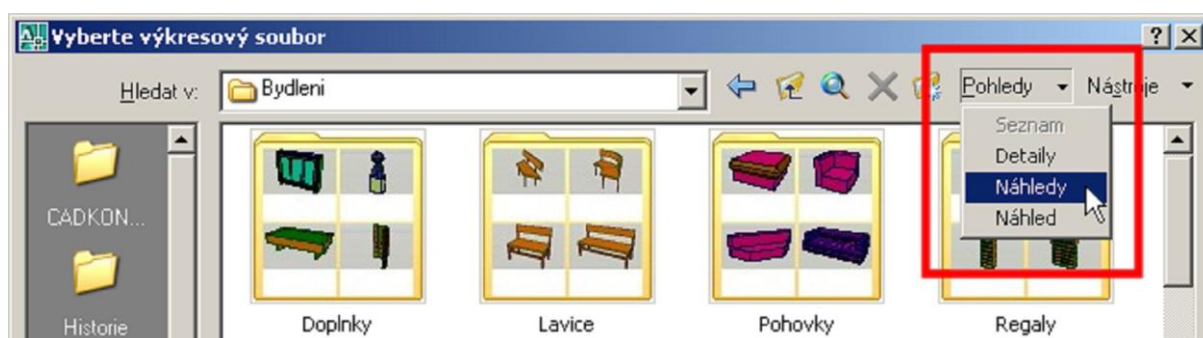 Vyberte výkresový soubor
Hledat v:
Bydleni
Pohledy
Nástroje
Seznam
Detaily
Náhledy
Náhled
CADKON...
Historie
Doplnky
Lavice
Pohovky
Regaly